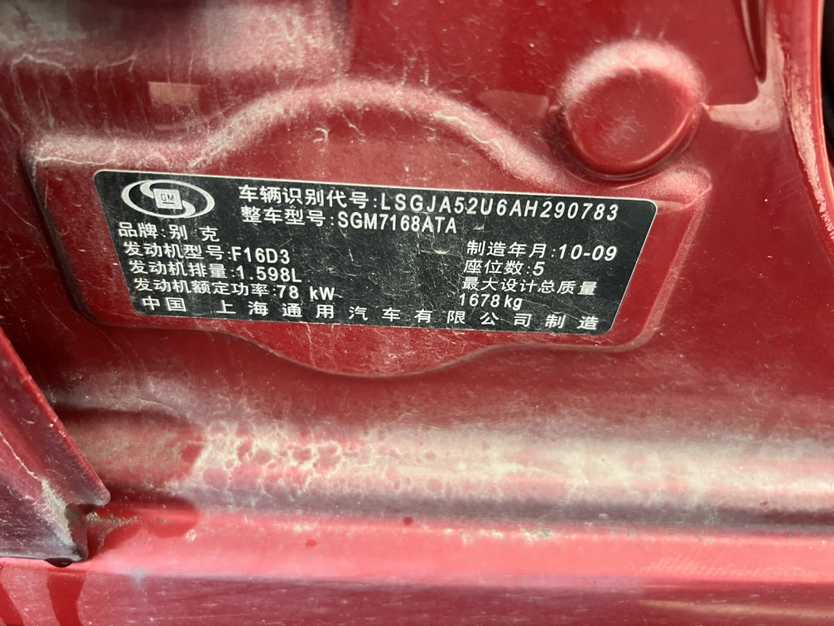 GM
车辆识别代号:LSGJA52U6AH290783
整车型号:SGM7168ATA
品牌:别克
制造年月:10-09
发动机型号:F16D3
座位数:5
发动机排量:1.598L
最大设计总质量
发动机额定功率:78 kW
1678kg
中国 上海通用汽车有限公司制造